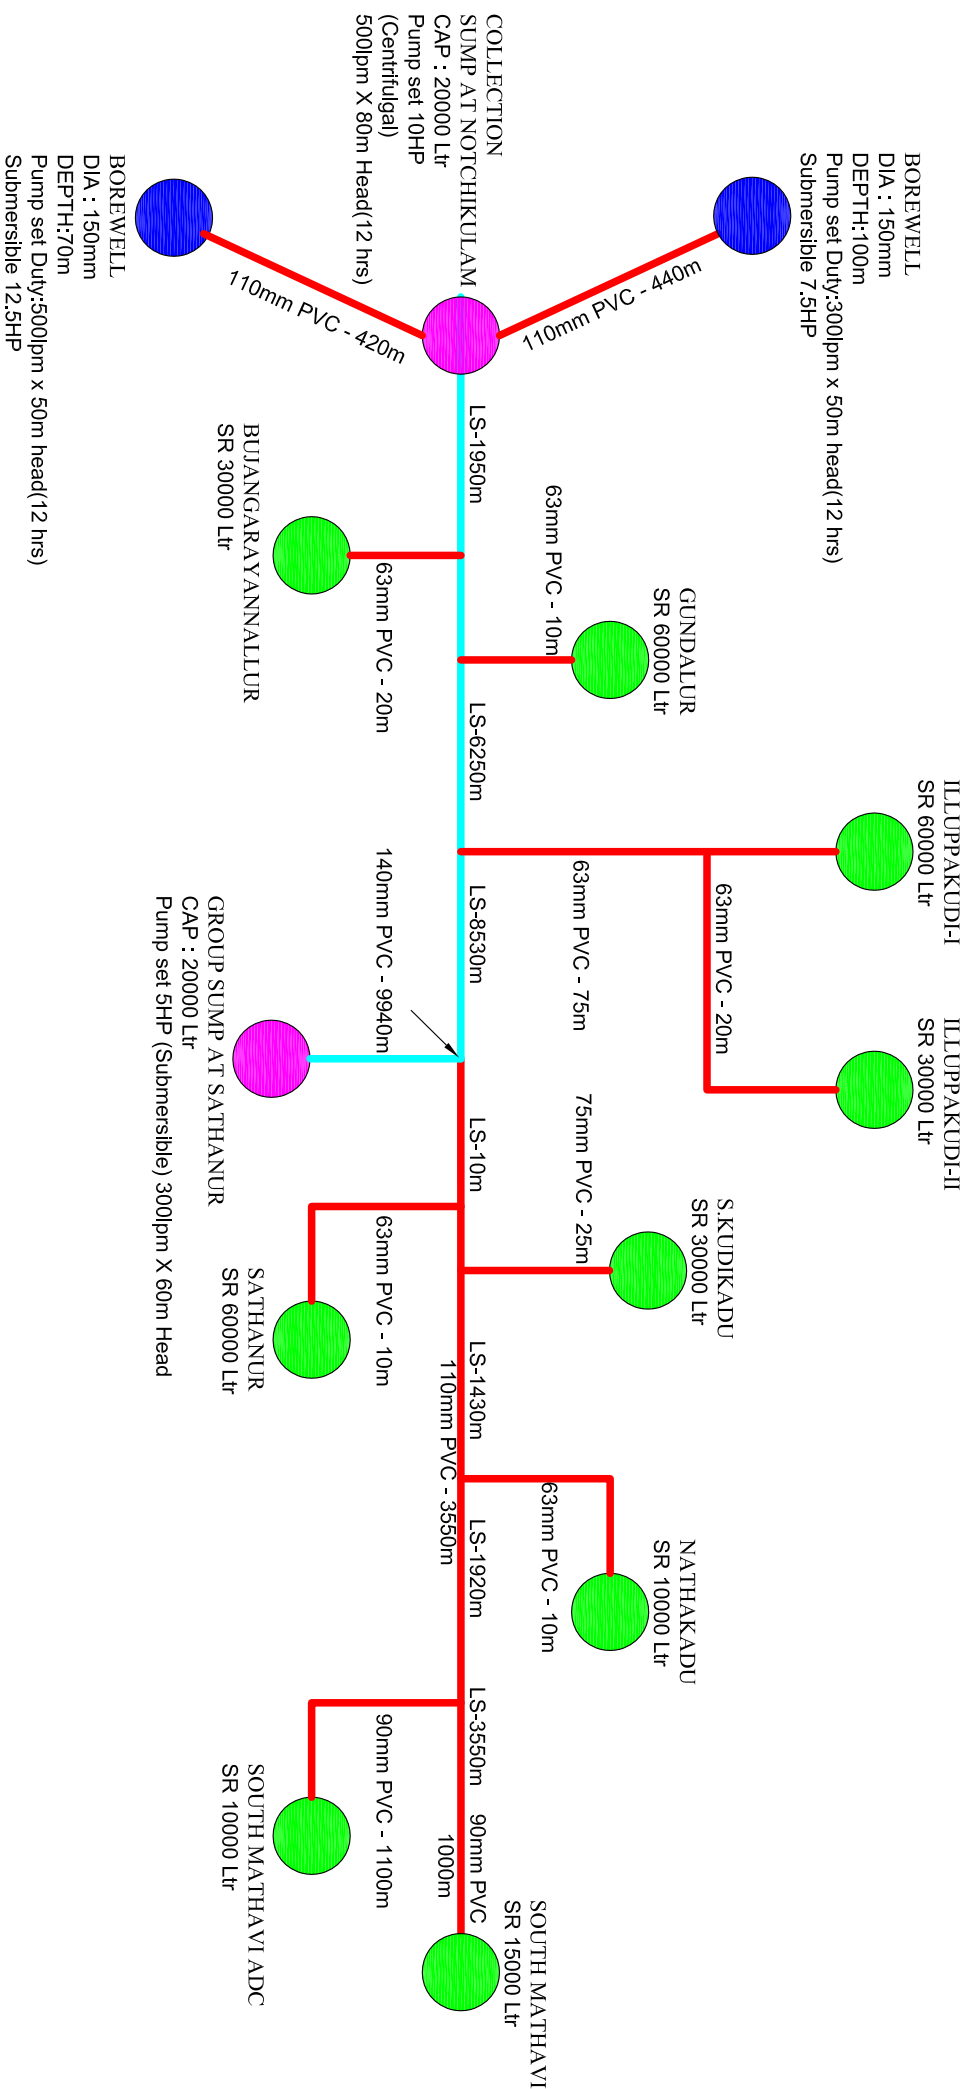 BOREWELL
DIA : 150mm
DEPTH:100m
Pump set Duty:300lpm x 50m head(12 hrs)
Submersible 7.5HP
110mm PVC - 440m
COLLECTION
SUMP AT NOTCHIKULAM
CAP : 20000 Ltr
Pump set 10HP
(Centrifulgal)
500lpm X 80m Head(12 hrs)
110mm PVC - 420m
BOREWELL
DIA : 150mm
DEPTH:70m
Pump set Duty:500lpm x 50m head(12 hrs)
Submersible 12.5HP
LS-1950m
BUJANGARAYANNALLUR
SR 30000 Ltr
63mm PVC - 20m
GUNDALUR
SR 60000 Ltr
63mm PVC - 10m
LS-6250m
ILLUPPAKUDI-I
SR 60000 Ltr
63mm PVC - 75m
63mm PVC - 20m
ILLUPPAKUDI-II
SR 30000 Ltr
LS-8530m
140mm PVC - 9940m
GROUP SUMP AT SATHANUR
CAP : 20000 Ltr
Pump set 5HP (Submersible) 300lpm X 60m Head
LS-10m
63mm PVC - 10m
SATHANUR
SR 60000 Ltr
S.KUDIKADU
SR 30000 Ltr
75mm PVC - 25m
LS-1430m
110mm PVC - 3550m
NATHAKADU
SR 10000 Ltr
63mm PVC - 10m
LS-1920m
LS-3550m
90mm PVC - 1100m
SOUTH MATHAVI ADC
SR 10000 Ltr
90mm PVC
1000m
SOUTH MATHAVI
SR 15000 Ltr